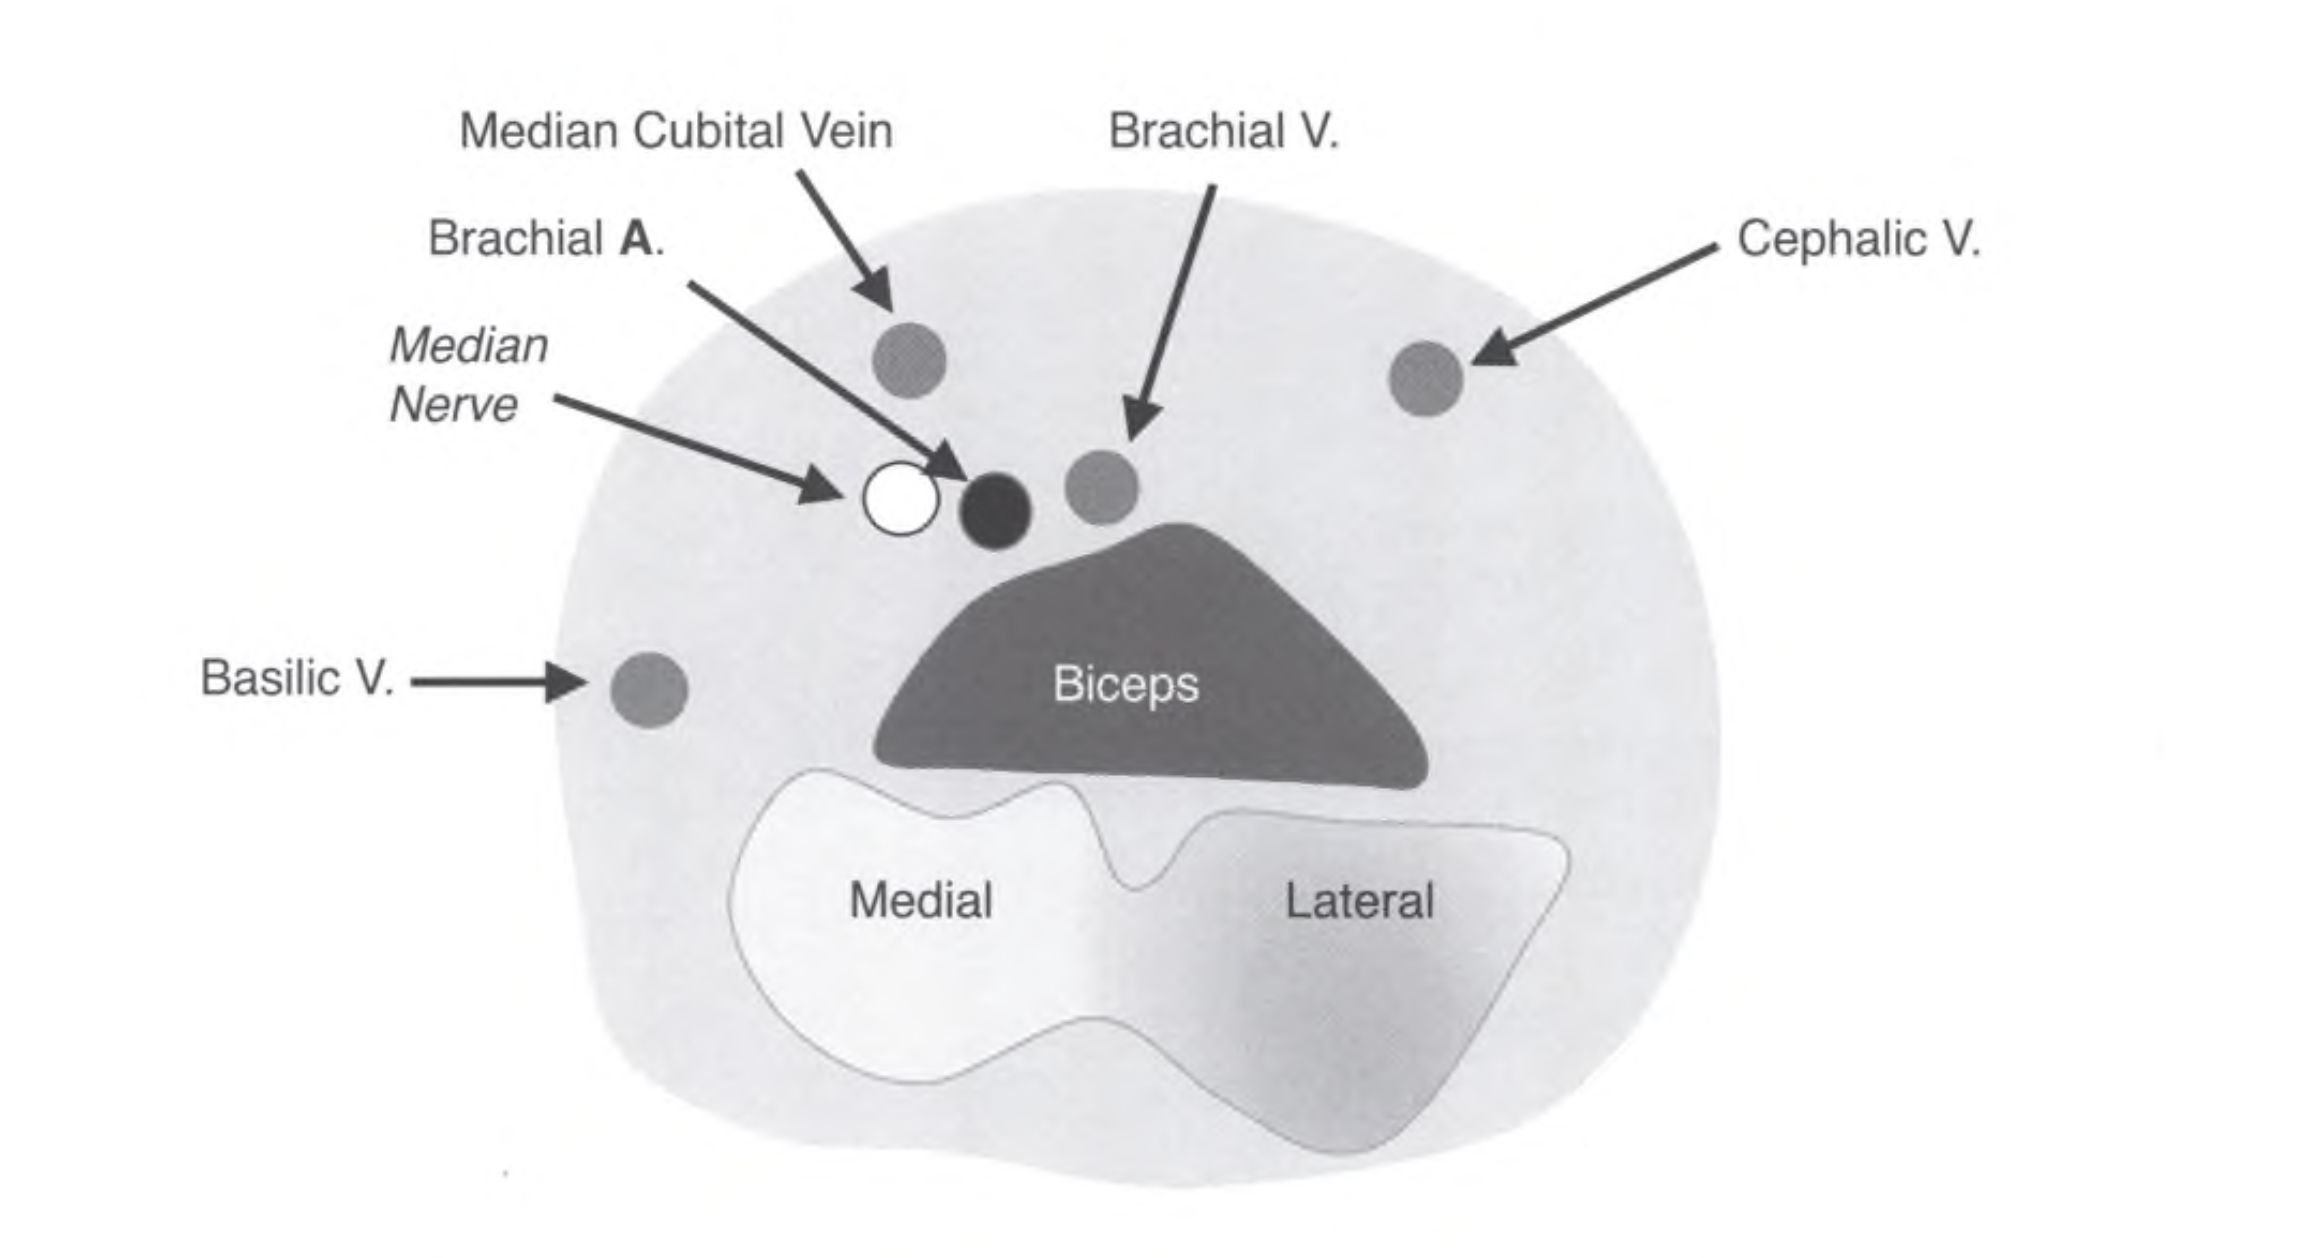 Median Cubital Vein
Brachial V.
Brachial A.
Cephalic V.
Median
Nerve
Basilic V.
Biceps
Medial
Lateral